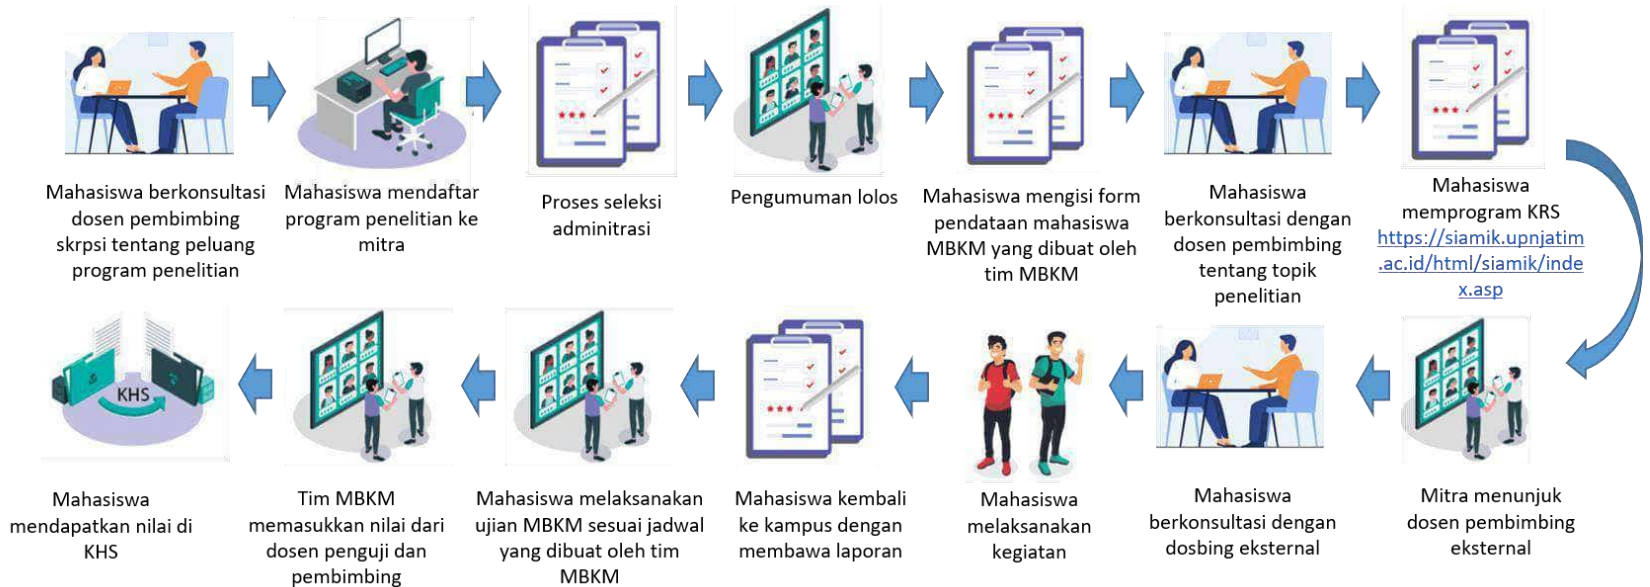 Mahasiswa berkonsultasi
dosen pembimbing
skrpsi tentang peluang
program penelitian
Mahasiswa mendaftar
program penelitian ke
mitra
Proses seleksi
adminitrasi
Pengumuman lolos
Mahasiswa mengisi form
pendataan mahasiswa
MBKM yang dibuat oleh
tim MBKM
Mahasiswa
berkonsultasi dengan
dosen pembimbing
tentang topik
penelitian
Mahasiswa
memprogram KRS
https://siamik.upnjatim
.ac.id/html/siamik/inde
x.asp
Mitra menunjuk
dosen pembimbing
eksternal
Mahasiswa
berkonsultasi dengan
dosbing eksternal
Mahasiswa
melaksanakan
kegiatan
Mahasiswa kembali
ke kampus dengan
membawa laporan
Mahasiswa melaksanakan
ujian MBKM sesuai jadwal
yang dibuat oleh tim
MBKM
Tim MBKM
memasukkan nilai dari
dosen penguji dan
pembimbing
KHS
Mahasiswa
mendapatkan nilai di
KHS